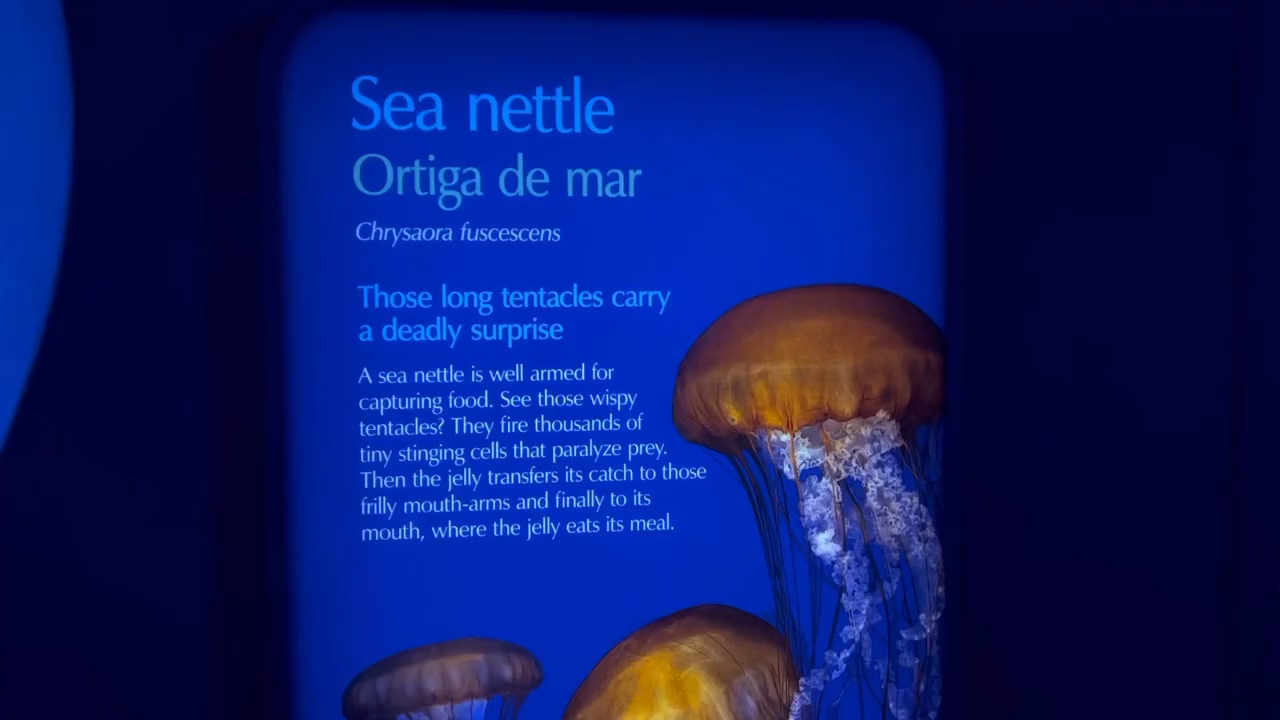 Sea nettle
Ortiga de mar
Chrysaora fuscescens
Those long tentacles carry
a deadly surprise
A sea nettle is well armed for
capturing food. See those wispy
tentacles? They fire thousands of
tiny stinging cells that paralyze prey.
Then the jelly transfers its catch to those
frilly mouth-arms and finally to its
mouth, where the jelly eats its meal.